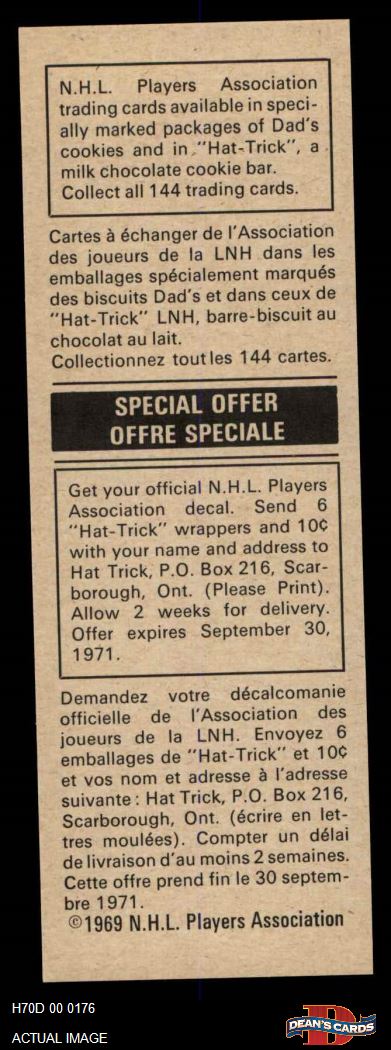 N.H.L. Players Association
trading cards available in speci-
ally marked packages of Dad's
cookies and in "Hat-Trick", a
milk chocolate cookie bar.
Collect all 144 trading cards.
Cartes à échanger de l'Association
des joueurs de la LNH dans les
emballages spécialement marqués
des biscuits Dad's et dans ceux de
"Hat-Trick" LNH, barre-biscuit au
chocolat au lait.
Collectionnez tout les 144 cartes.
SPECIAL OFFER
OFFRE SPECIALE
Get your official N.H.L. Players
Association decal. Send 6
"Hat-Trick" wrappers and 10¢
with your name and address to
Hat Trick, P.O. Box 216, Scar-
borough, Ont. (Please Print).
Allow 2 weeks for delivery.
Offer expires September 30,
1971.
Demandez votre décalcomanie
officielle de l'Association des
joueurs de la LNH. Envoyez 6
emballages de "Hat-Trick" et 10¢
et vos nom et adresse à l'adresse
suivante : Hat Trick, P.O. Box 216,
Scarborough, Ont. (écrire en let-
tres moulées). Compter un délai
de livraison d'au moins 2 semaines.
Cette offre prend fin le 30 septem-
bre 1971.
©1969 N.H.L. Players Association
H70D 00 0176
ACTUAL IMAGE
D
DEAN'S CARDS